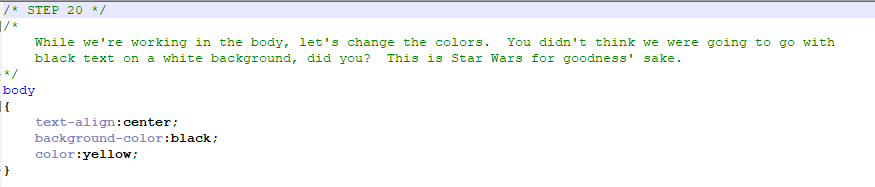 /* STEP 20 */
/*
While we're working in the body, let's change the colors.  You didn't think we were going to go with
black text on a white background, did you?  This is Star Wars for goodness' sake.
*/
body
{
text-align:center;
background-color:black;
color:yellow;
}